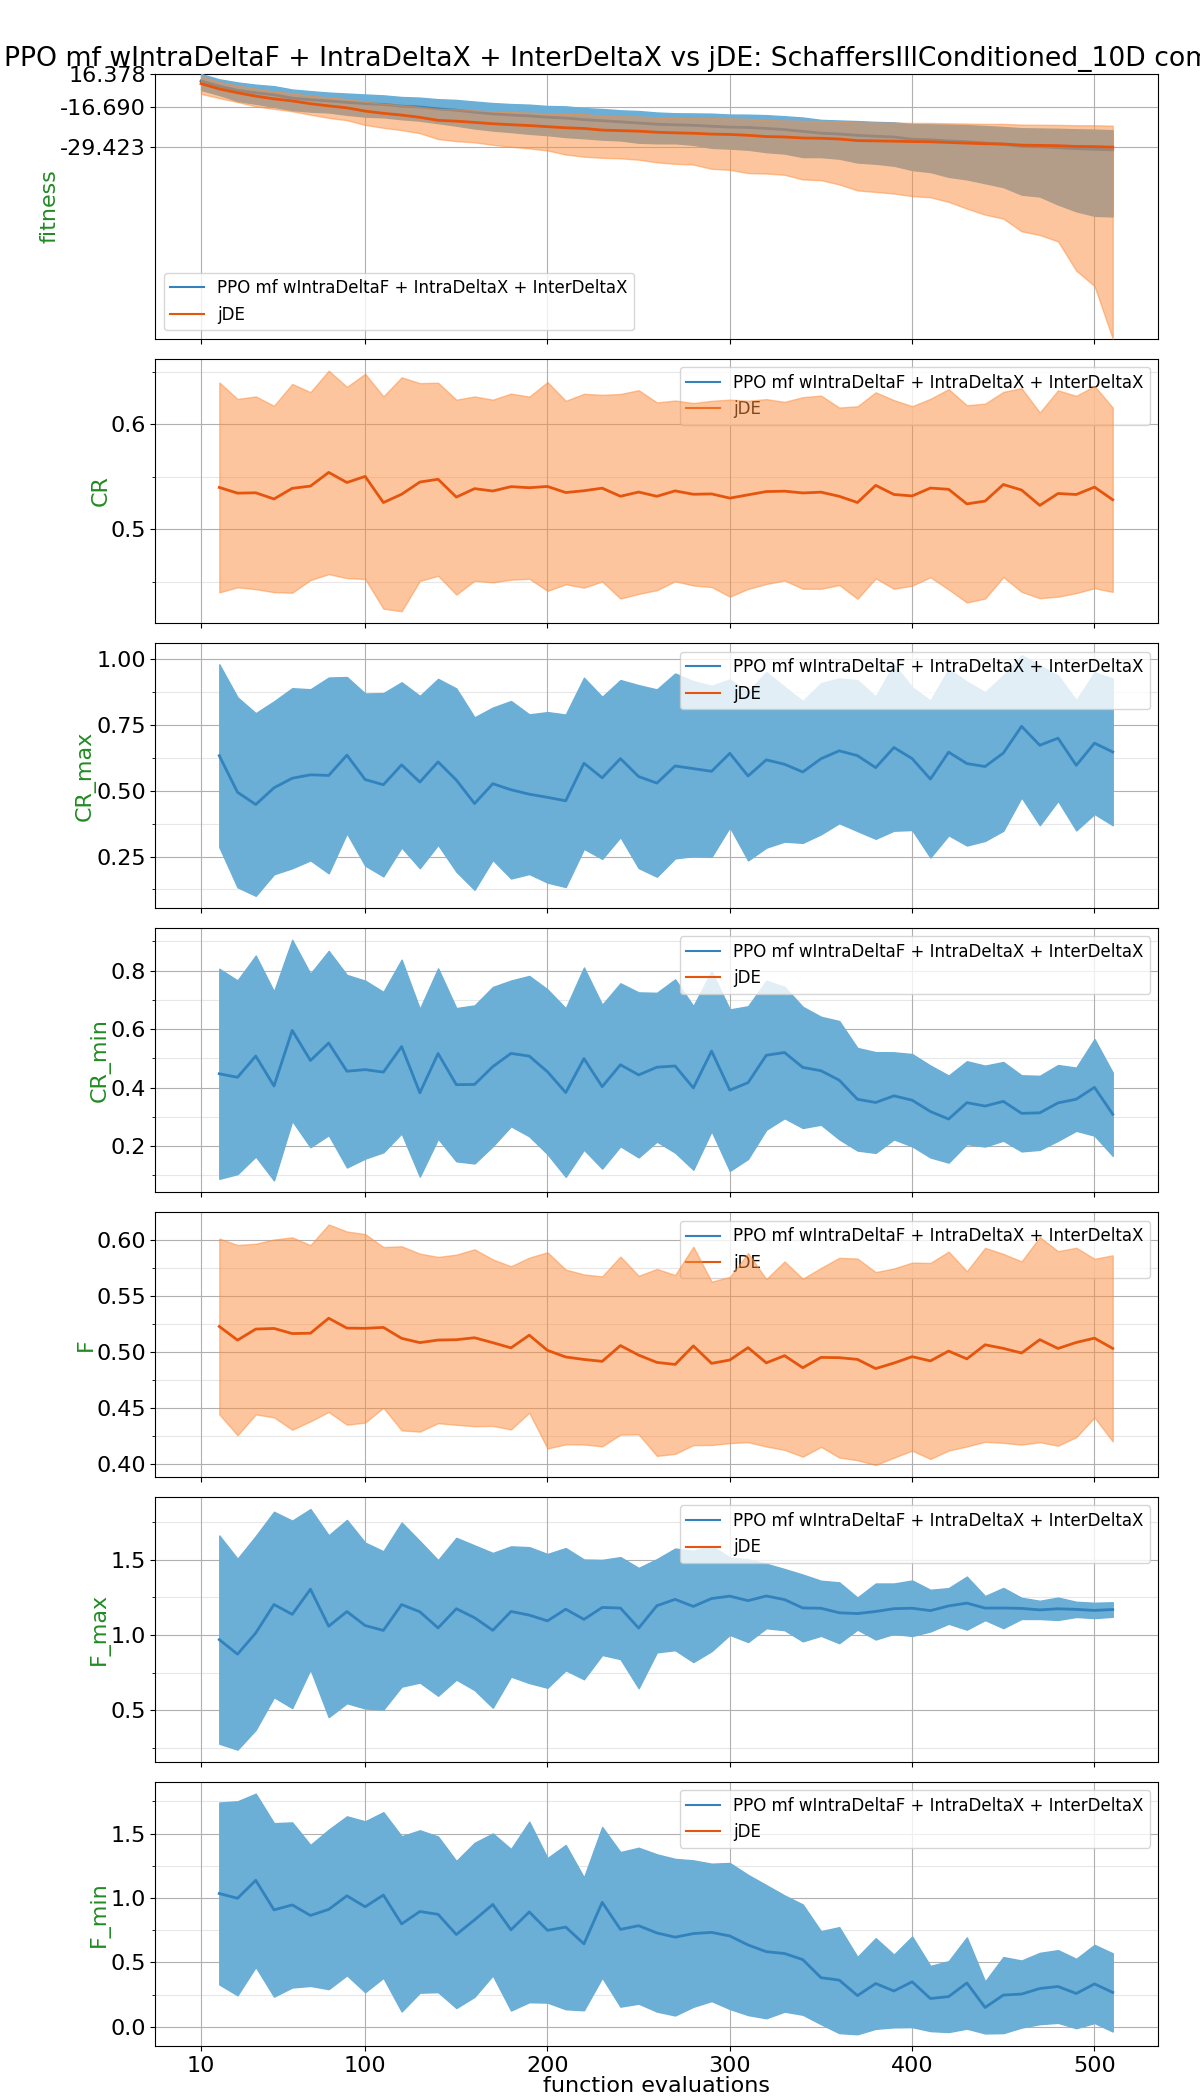 PPO mf wIntraDeltaF + IntraDeltaX + InterDeltaX vs jDE: SchaffersIllConditioned_10D com
16.378
-16.690
-29.423
fitness
PPO mf wIntraDeltaF + IntraDeltaX + InterDeltaX
jDE
0.6
0.5
CR
PPO mf wIntraDeltaF + IntraDeltaX + InterDeltaX
jDE
1.00
0.75
0.50
0.25
CR_max
PPO mf wIntraDeltaF + IntraDeltaX + InterDeltaX
jDE
0.8
0.6
0.4
0.2
CR_min
PPO mf wIntraDeltaF + IntraDeltaX + InterDeltaX
jDE
0.60
0.55
0.50
0.45
0.40
F
PPO mf wIntraDeltaF + IntraDeltaX + InterDeltaX
jDE
1.5
1.0
0.5
F_max
PPO mf wIntraDeltaF + IntraDeltaX + InterDeltaX
jDE
1.5
1.0
0.5
0.0
F_min
PPO mf wIntraDeltaF + IntraDeltaX + InterDeltaX
jDE
10 100 200 300 400 500
function evaluations